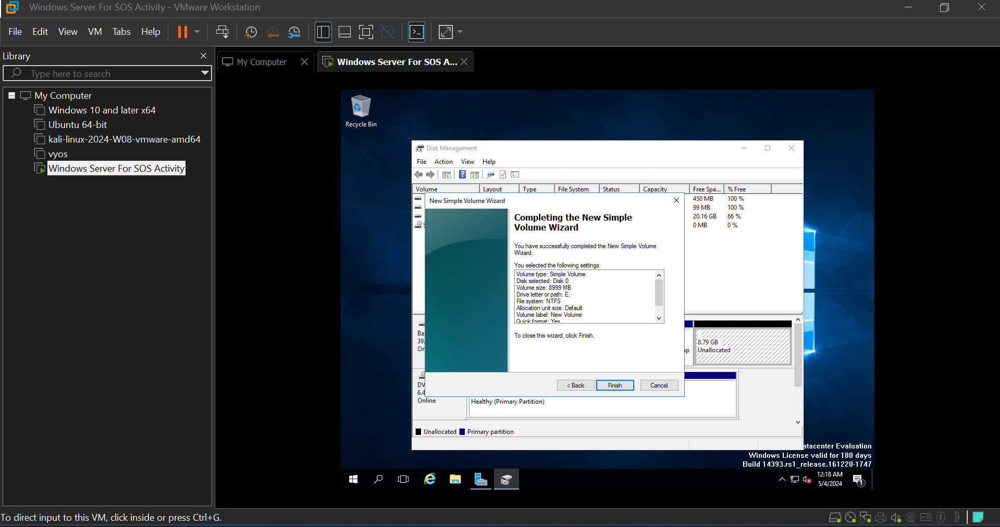 Windows Server For SOS Activity - VMware Workstation
File Edit View VM Tabs Help
Library
Type here to search
My Computer
Windows 10 and later x64
Ubuntu 64-bit
kali-linux-2024-W08-vmware-amd64
vyos
Windows Server For SOS Activity
My Computer
Windows Server For SOS A...
Recycle Bin
Disk Management
File Action View Help
Volume Layout Type File System Status Capacity Free Spa... % Free
450 MB 100 %
99 MB 100 %
20.16 GB 66 %
0 MB 0 %
New Simple Volume Wizard
Completing the New Simple
Volume Wizard
You have successfully completed the New Simple Volume
Wizard.
You selected the following settings:
Volume type: Simple Volume
Disk selected: Disk 0
Volume size: 8999 MB
Drive letter or path: E:
File system: NTFS
Allocation unit size: Default
Volume label: New Volume
Quick format: Yes
To close this wizard, click Finish.
< Back Finish Cancel
Ba
39.
On
8.79 GB
Unallocated
DV
6.4
Online
Healthy (Primary Partition)
Unallocated Primary partition
atacenter Evaluation
Windows License valid for 180 days
Build 14393.rs1_release.161220-1747
12:18 AM
5/4/2024
1
To direct input to this VM, click inside or press Ctrl+G.